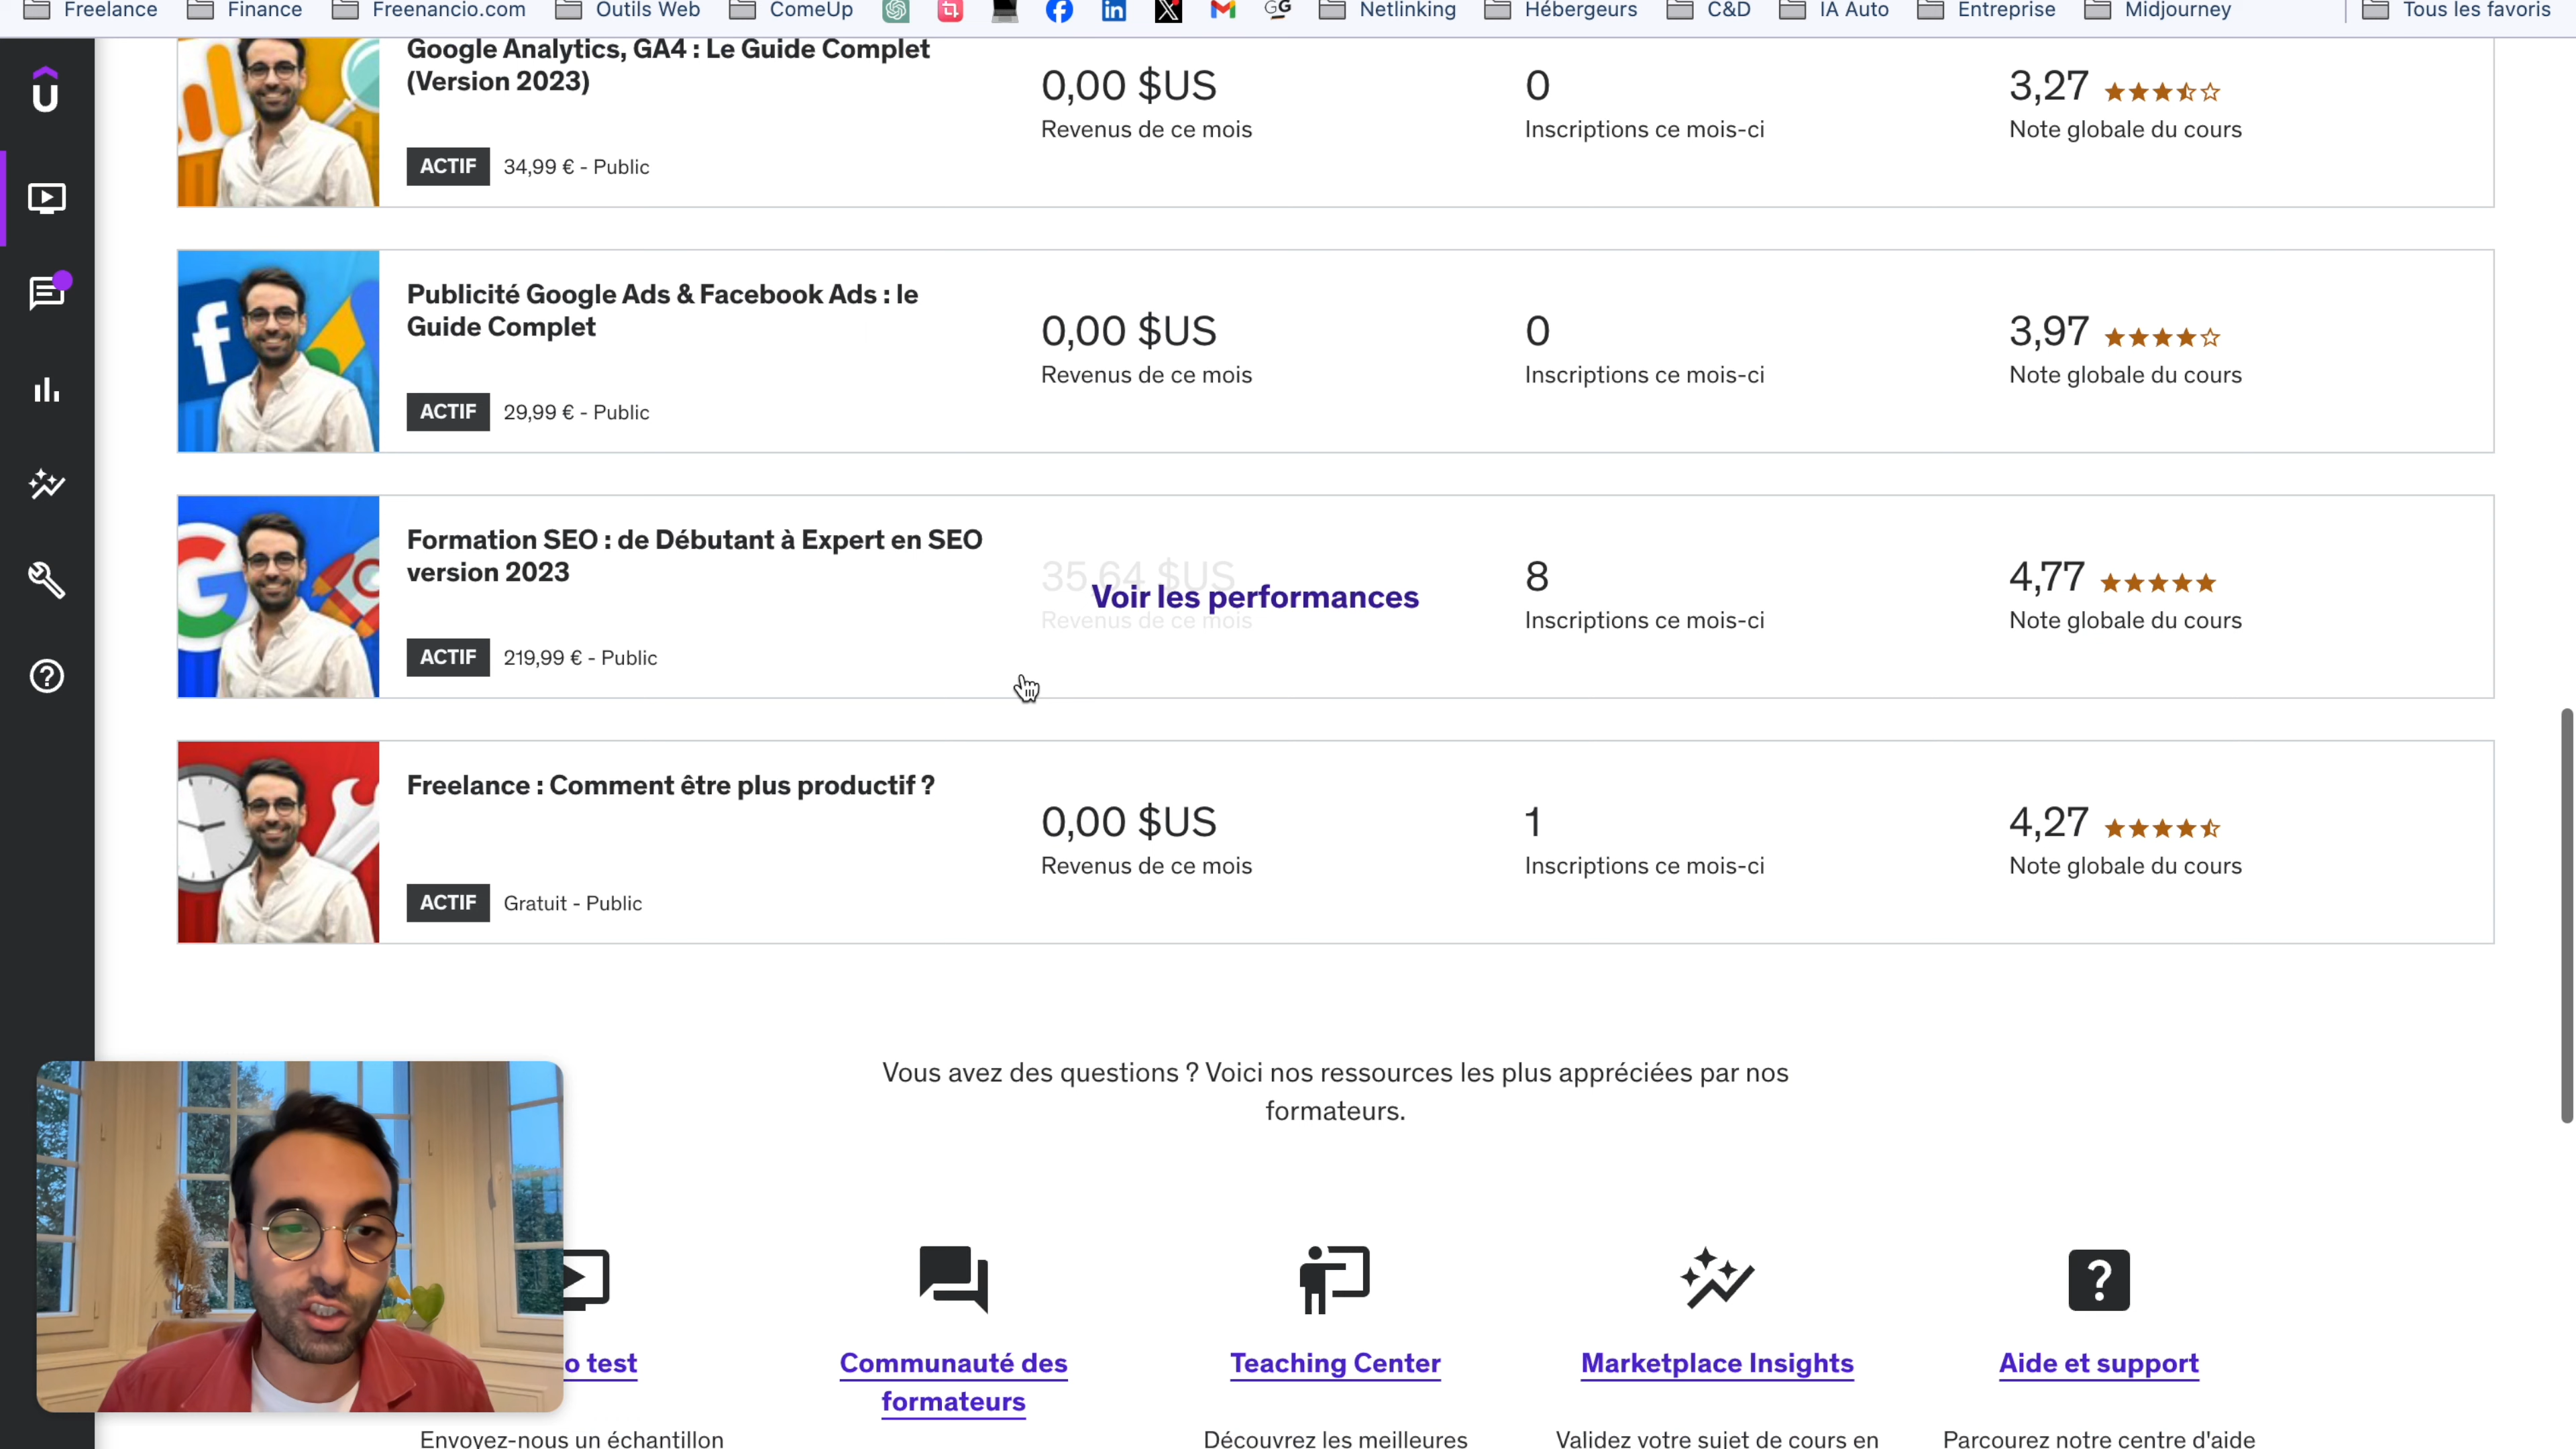 Freelance Finance Freenancio.com Outils Web ComeUp Netlinking Hébergeurs C&D IA Auto Entreprise Midjourney Tous les favoris
Google Analytics, GA4 : Le Guide Complet
(Version 2023)
ACTIF 34,99 € - Public
0,00 $US
Revenus de ce mois
0
Inscriptions ce mois-ci
3,27
Note globale du cours
Publicité Google Ads & Facebook Ads : le
Guide Complet
ACTIF 29,99 € - Public
0,00 $US
Revenus de ce mois
0
Inscriptions ce mois-ci
3,97
Note globale du cours
Formation SEO : de Débutant à Expert en SEO
version 2023
ACTIF 219,99 € - Public
35,64 $US
Voir les performances
Revenus de ce mois
8
Inscriptions ce mois-ci
4,77
Note globale du cours
Freelance : Comment être plus productif ?
ACTIF Gratuit - Public
0,00 $US
Revenus de ce mois
1
Inscriptions ce mois-ci
4,27
Note globale du cours
Vous avez des questions ? Voici nos ressources les plus appréciées par nos
formateurs.
o test
Envoyez-nous un échantillon
Communauté des
formateurs
Teaching Center
Découvrez les meilleures
Marketplace Insights
Validez votre sujet de cours en
Aide et support
Parcourez notre centre d'aide